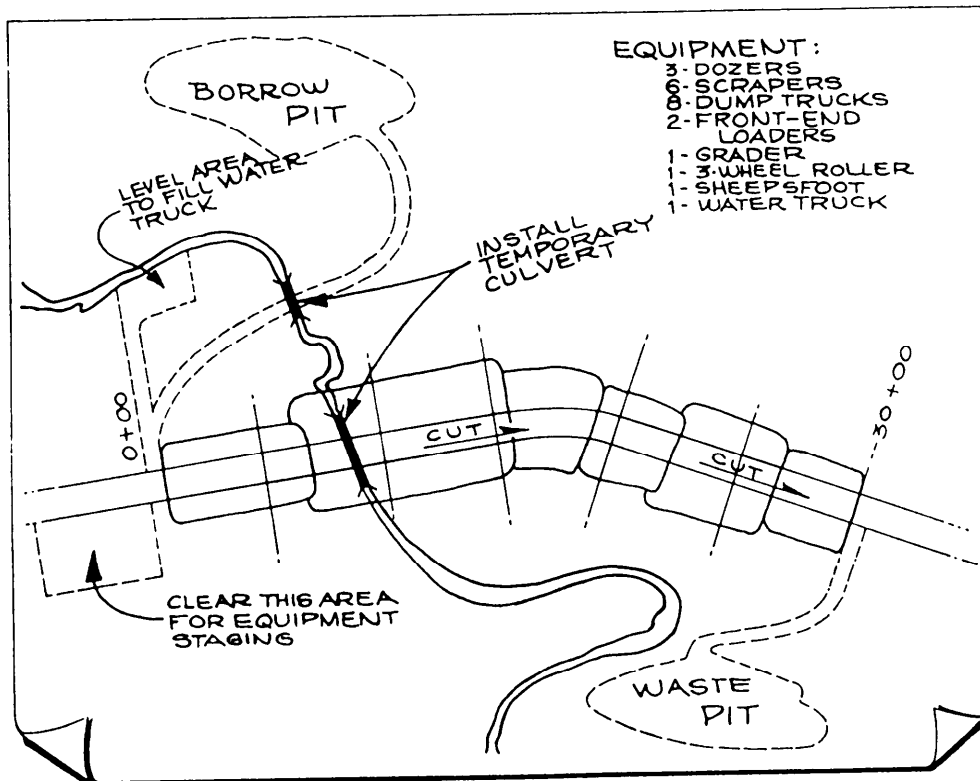 EQUIPMENT:
3- DOZERS
6- SCRAPERS
8- DUMP TRUCKS
2- FRONT-END
LOADERS
1- GRADER
1- 3-WHEEL ROLLER
1- SHEEPSFOOT
1- WATER TRUCK
BORROW
PIT
LEVEL AREA
TO FILL WATER
TRUCK
INSTALL
TEMPORARY
CULVERT
0+00
30+00
CUT
CUT
CLEAR THIS AREA
FOR EQUIPMENT
STAGING
WASTE
PIT